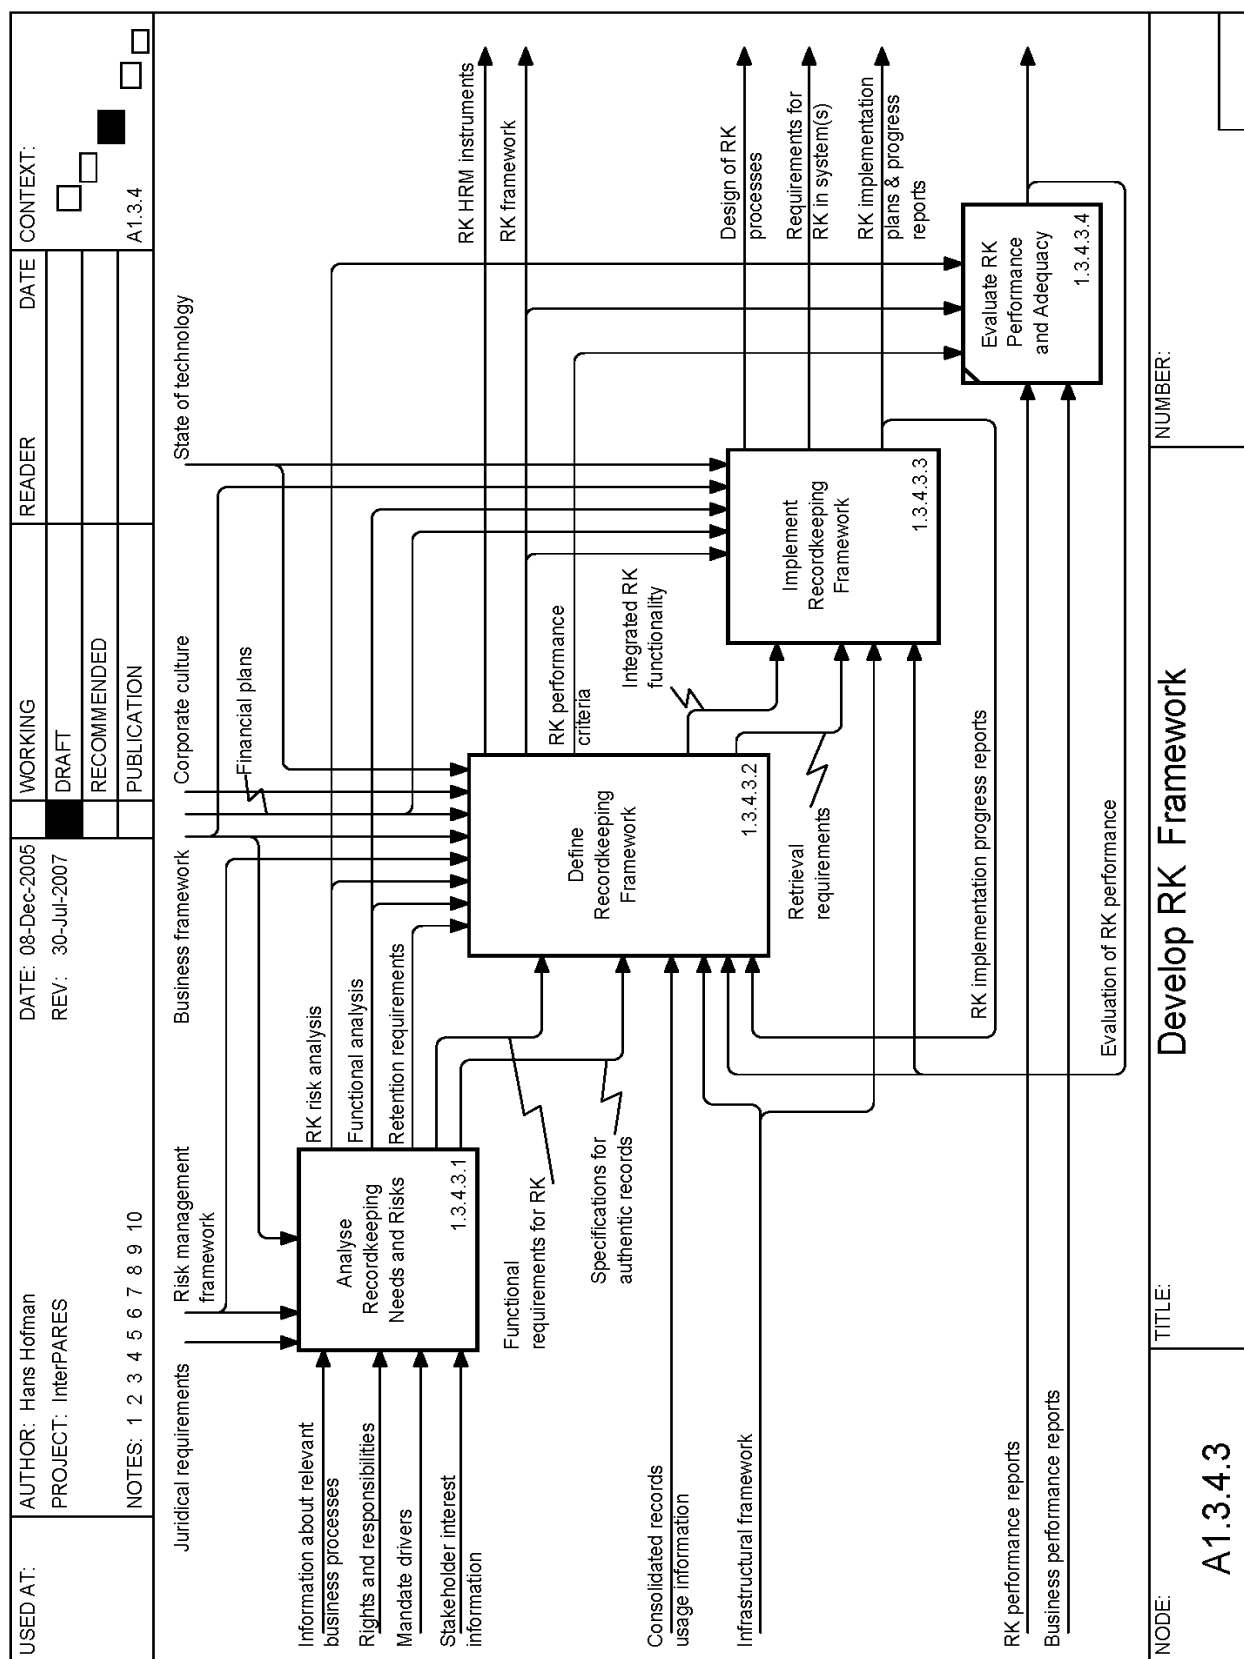 USED AT:
AUTHOR: Hans Hofman
PROJECT: InterPARES
NOTES: 1 2 3 4 5 6 7 8 9 10
DATE: 08-Dec-2005
REV: 30-Jul-2007
WORKING
DRAFT
RECOMMENDED
PUBLICATION
READER
DATE
CONTEXT:
A1.3.4
Juridical requirements
Risk management
framework
Business framework
Corporate culture
Financial plans
State of technology
Information about relevant
business processes
Rights and responsibilities
Mandate drivers
Stakeholder interest
information
Analyse
Recordkeeping
Needs and Risks
1.3.4.3.1
RK risk analysis
Functional analysis
Retention requirements
Functional
requirements for RK
Specifications for
authentic records
Consolidated records
usage information
Infrastructural framework
Define
Recordkeeping
Framework
1.3.4.3.2
RK HRM instruments
RK framework
RK performance
criteria
Integrated RK
functionality
Retrieval
requirements
Implement
Recordkeeping
Framework
1.3.4.3.3
Design of RK
processes
Requirements for
RK in system(s)
RK implementation
plans & progress
reports
RK implementation progress reports
Evaluate RK
Performance
and Adequacy
1.3.4.3.4
Evaluation of RK performance
RK performance reports
Business performance reports
NODE:
A1.3.4.3
TITLE:
Develop RK Framework
NUMBER: